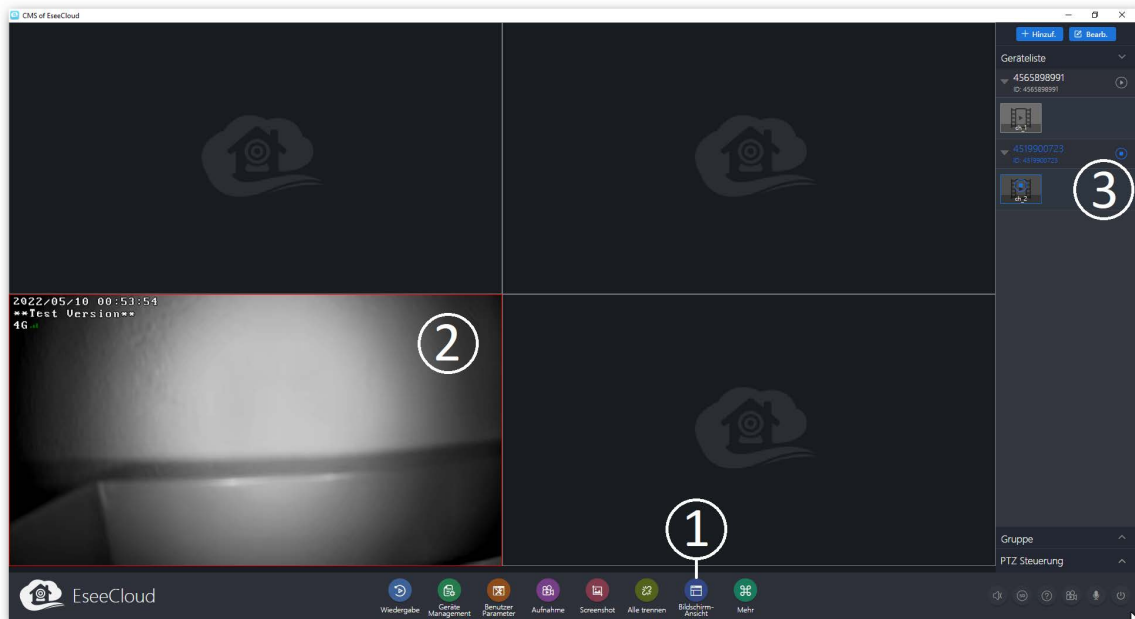 CMS of EseeCloud
+ Hinzuf.
Bearb.
Geräteliste
4565898991
ID: 4565898991
ch_1
4519900723
ID: 4519900723
ch_2
3
2022/05/10 00:53:54
**Test Version**
4G
2
1
Gruppe
PTZ Steuerung
EseeCloud
Wiedergabe
Geräte
Management
Benutzer
Parameter
Aufnahme
Screenshot
Alle trennen
Bildschirm-
Ansicht
Mehr